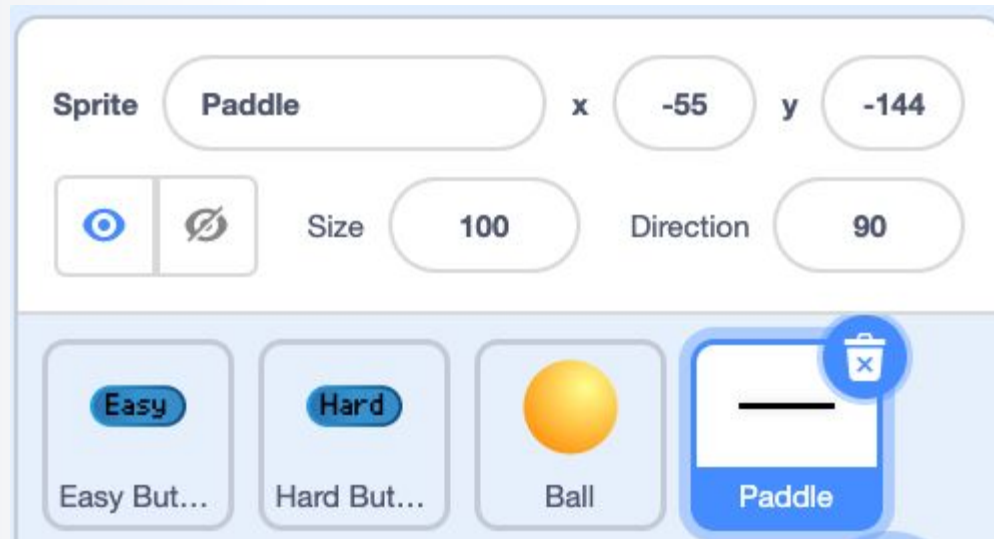 Sprite Paddle x -55 y -144
Size 100 Direction 90
Easy Hard
Easy But... Hard But... Ball Paddle